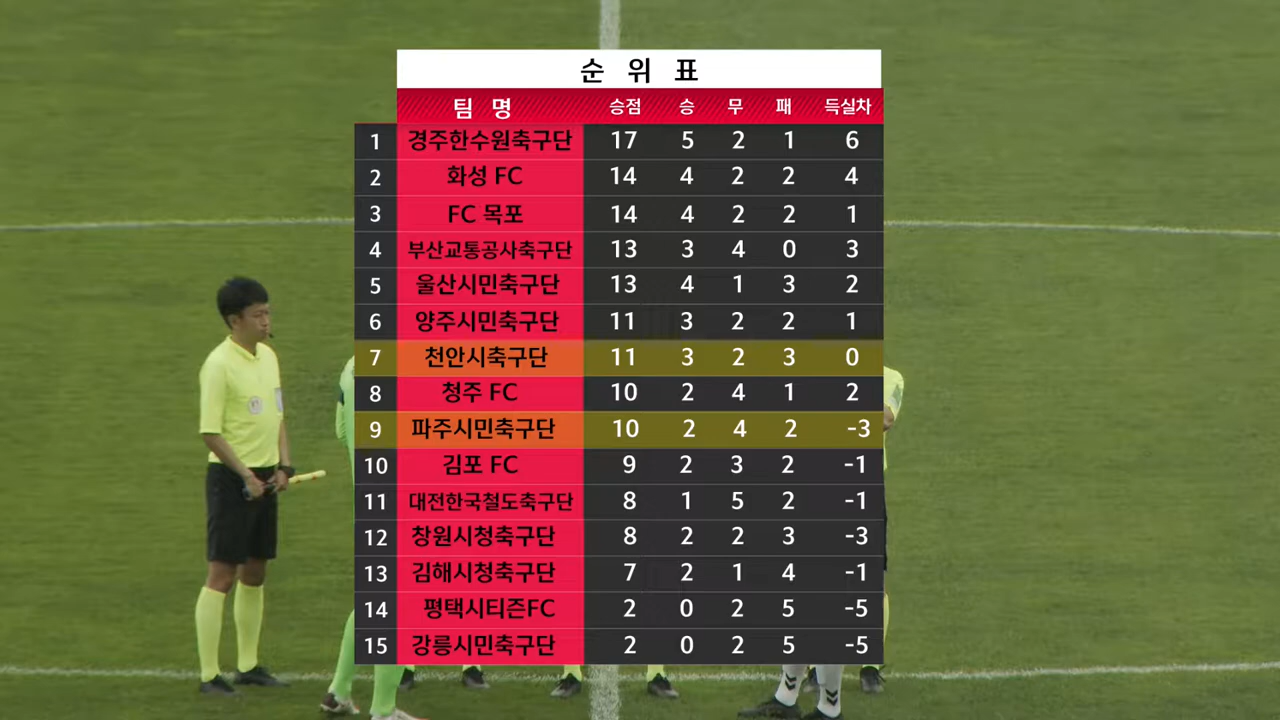 순위표
팀명 승점 승 무 패 득실차
1 경주한수원축구단 17 5 2 1 6
2 화성 FC 14 4 2 2 4
3 FC 목포 14 4 2 2 1
4 부산교통공사축구단 13 3 4 0 3
5 울산시민축구단 13 4 1 3 2
6 양주시민축구단 11 3 2 2 1
7 천안시축구단 11 3 2 3 0
8 청주 FC 10 2 4 1 2
9 파주시민축구단 10 2 4 2 -3
10 김포 FC 9 2 3 2 -1
11 대전한국철도축구단 8 1 5 2 -1
12 창원시청축구단 8 2 2 3 -3
13 김해시청축구단 7 2 1 4 -1
14 평택시티즌FC 2 0 2 5 -5
15 강릉시민축구단 2 0 2 5 -5